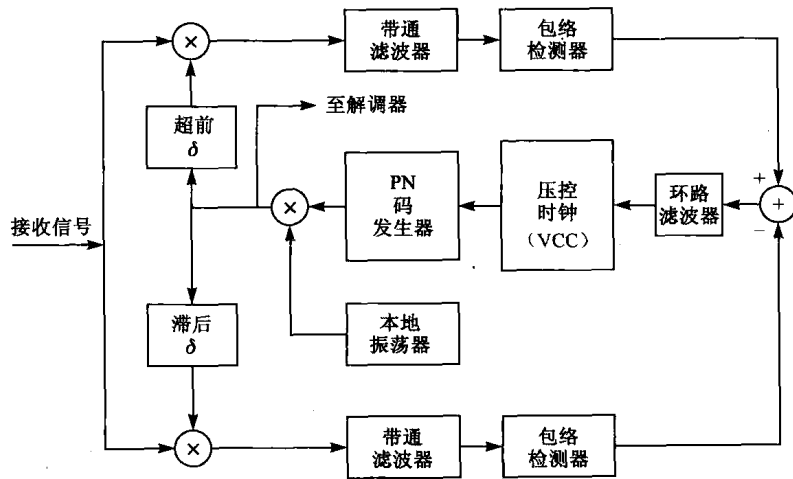 带通
滤波器
包络
检测器
×
超前
δ
至解调器
PN
码
发生器
压控
时钟
（VCC）
环路
滤波器
+
+
−
×
接收信号
滞后
δ
本地
振荡器
×
带通
滤波器
包络
检测器